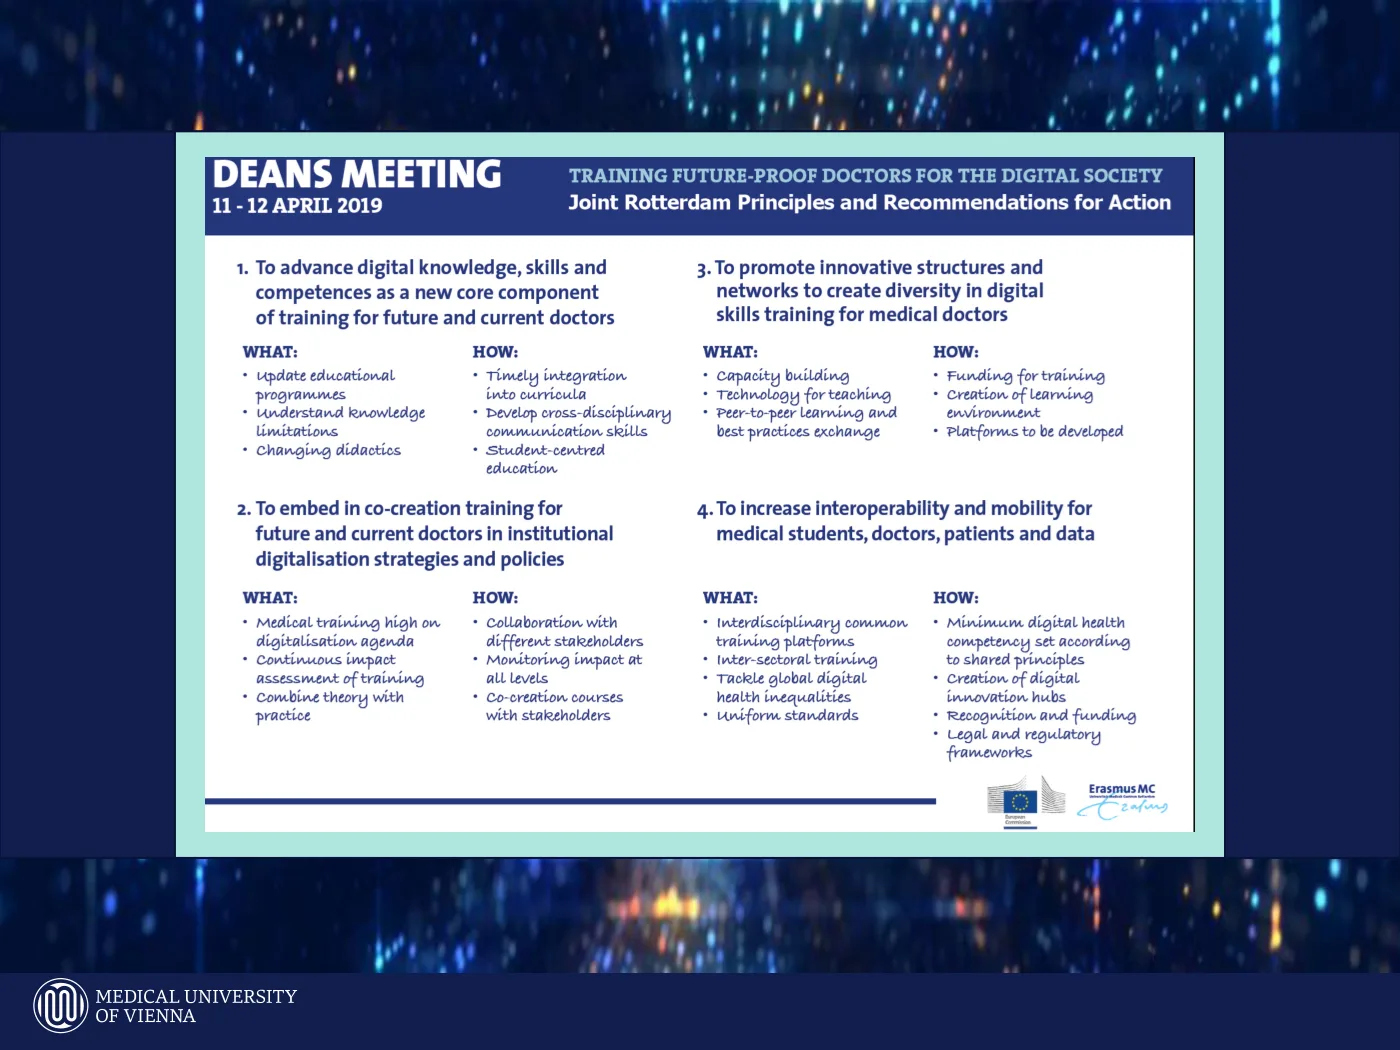 DEANS MEETING
11 - 12 APRIL 2019
TRAINING FUTURE-PROOF DOCTORS FOR THE DIGITAL SOCIETY
Joint Rotterdam Principles and Recommendations for Action
1. To advance digital knowledge, skills and
competences as a new core component
of training for future and current doctors
WHAT:
• Update educational
programmes
• Understand knowledge
limitations
• Changing didactics
HOW:
• Timely integration
into curricula
• Develop cross-disciplinary
communication skills
• Student-centred
education
2. To embed in co-creation training for
future and current doctors in institutional
digitalisation strategies and policies
WHAT:
• Medical training high on
digitalisation agenda
• Continuous impact
assessment of training
• Combine theory with
practice
HOW:
• Collaboration with
different stakeholders
• Monitoring impact at
all levels
• Co-creation courses
with stakeholders
3. To promote innovative structures and
networks to create diversity in digital
skills training for medical doctors
WHAT:
• Capacity building
• Technology for teaching
• Peer-to-peer learning and
best practices exchange
HOW:
• Funding for training
• Creation of learning
environment
• Platforms to be developed
4. To increase interoperability and mobility for
medical students, doctors, patients and data
WHAT:
• Interdisciplinary common
training platforms
• Inter-sectoral training
• Tackle global digital
health inequalities
• Uniform standards
HOW:
• Minimum digital health
competency set according
to shared principles
• Creation of digital
innovation hubs
• Recognition and funding
• Legal and regulatory
frameworks
European
Commission
Erasmus MC
Erasmus
MEDICAL UNIVERSITY
OF VIENNA